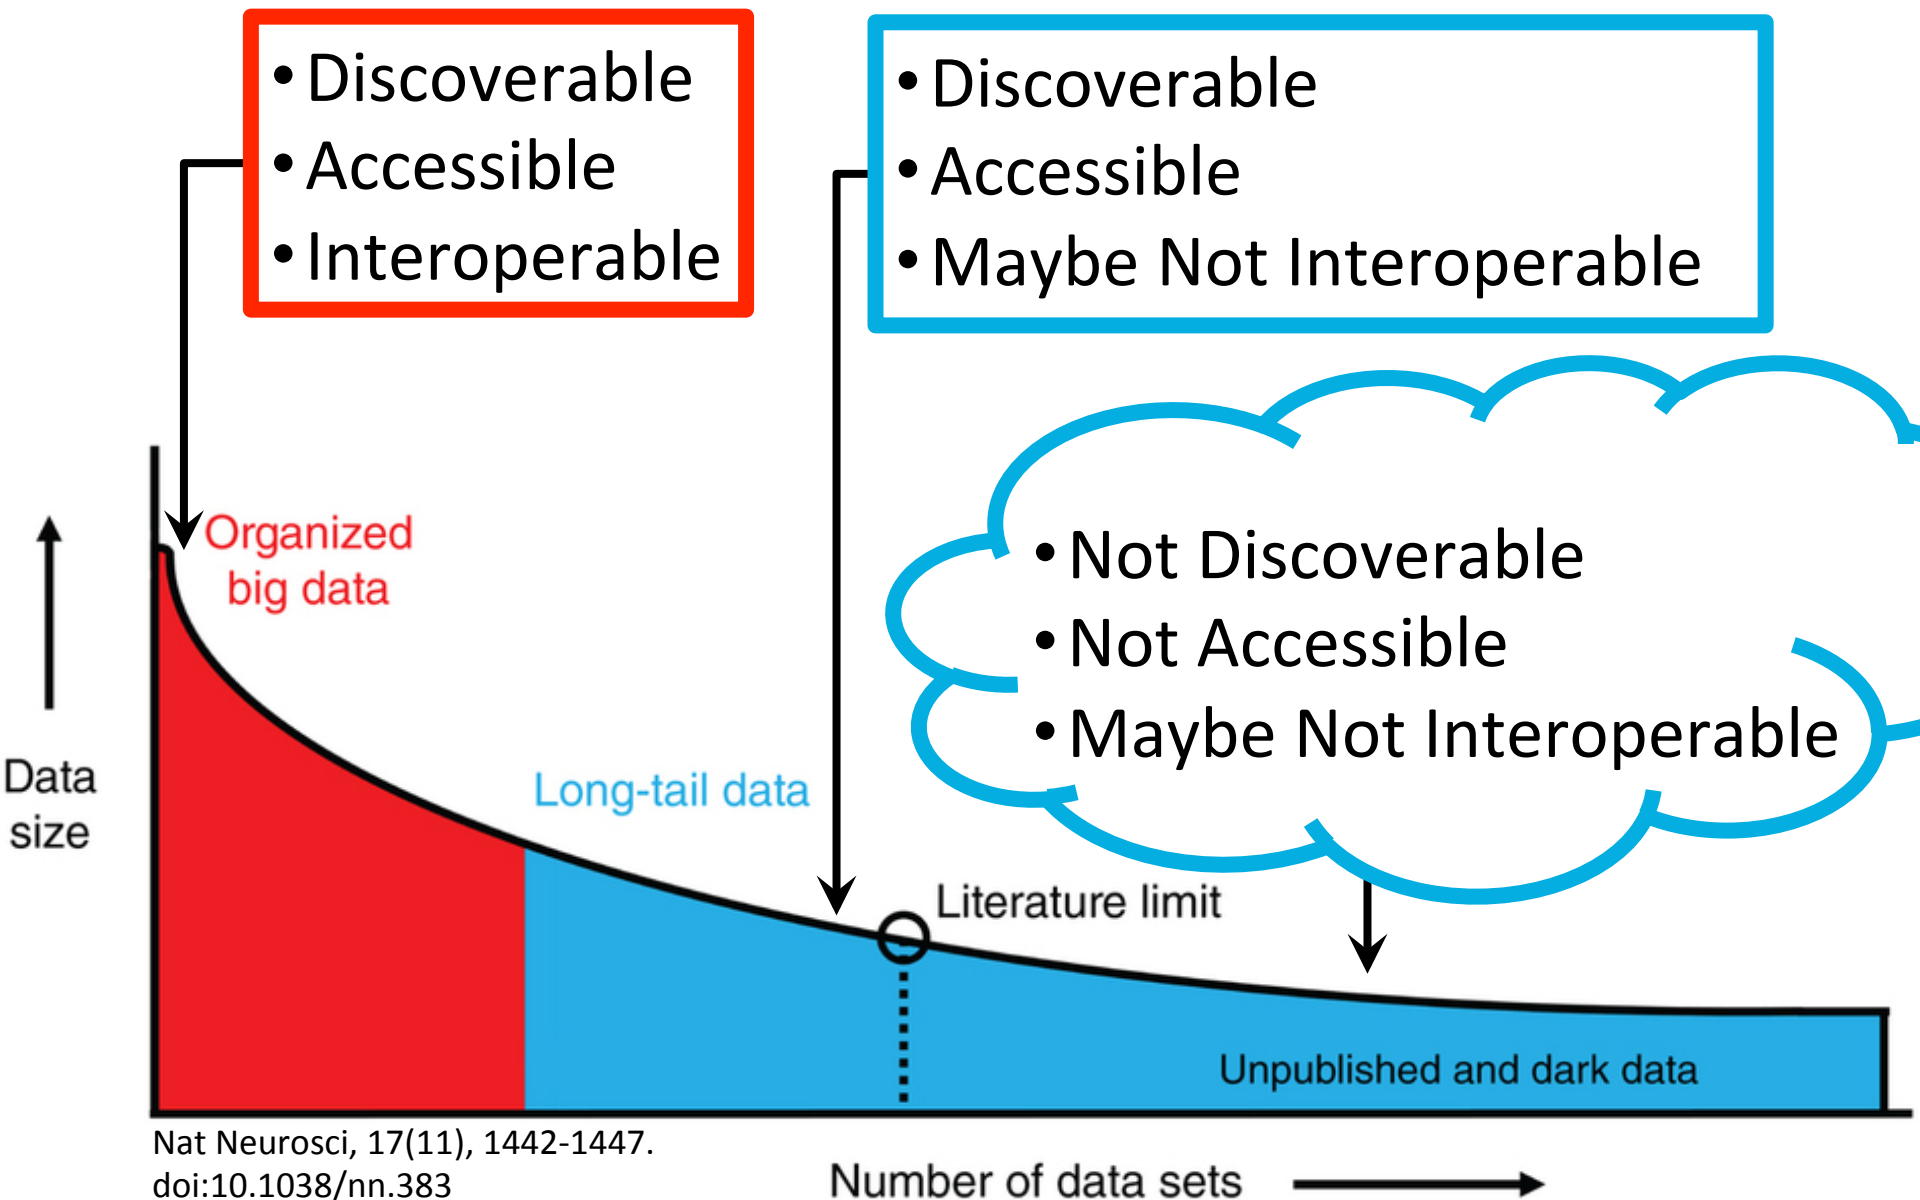 • Discoverable
• Accessible
• Interoperable
• Discoverable
• Accessible
• Maybe Not Interoperable
• Not Discoverable
• Not Accessible
• Maybe Not Interoperable
Organized
big data
Data
size
Long-tail data
Literature limit
Unpublished and dark data
Nat Neurosci, 17(11), 1442-1447.
doi:10.1038/nn.383
Number of data sets